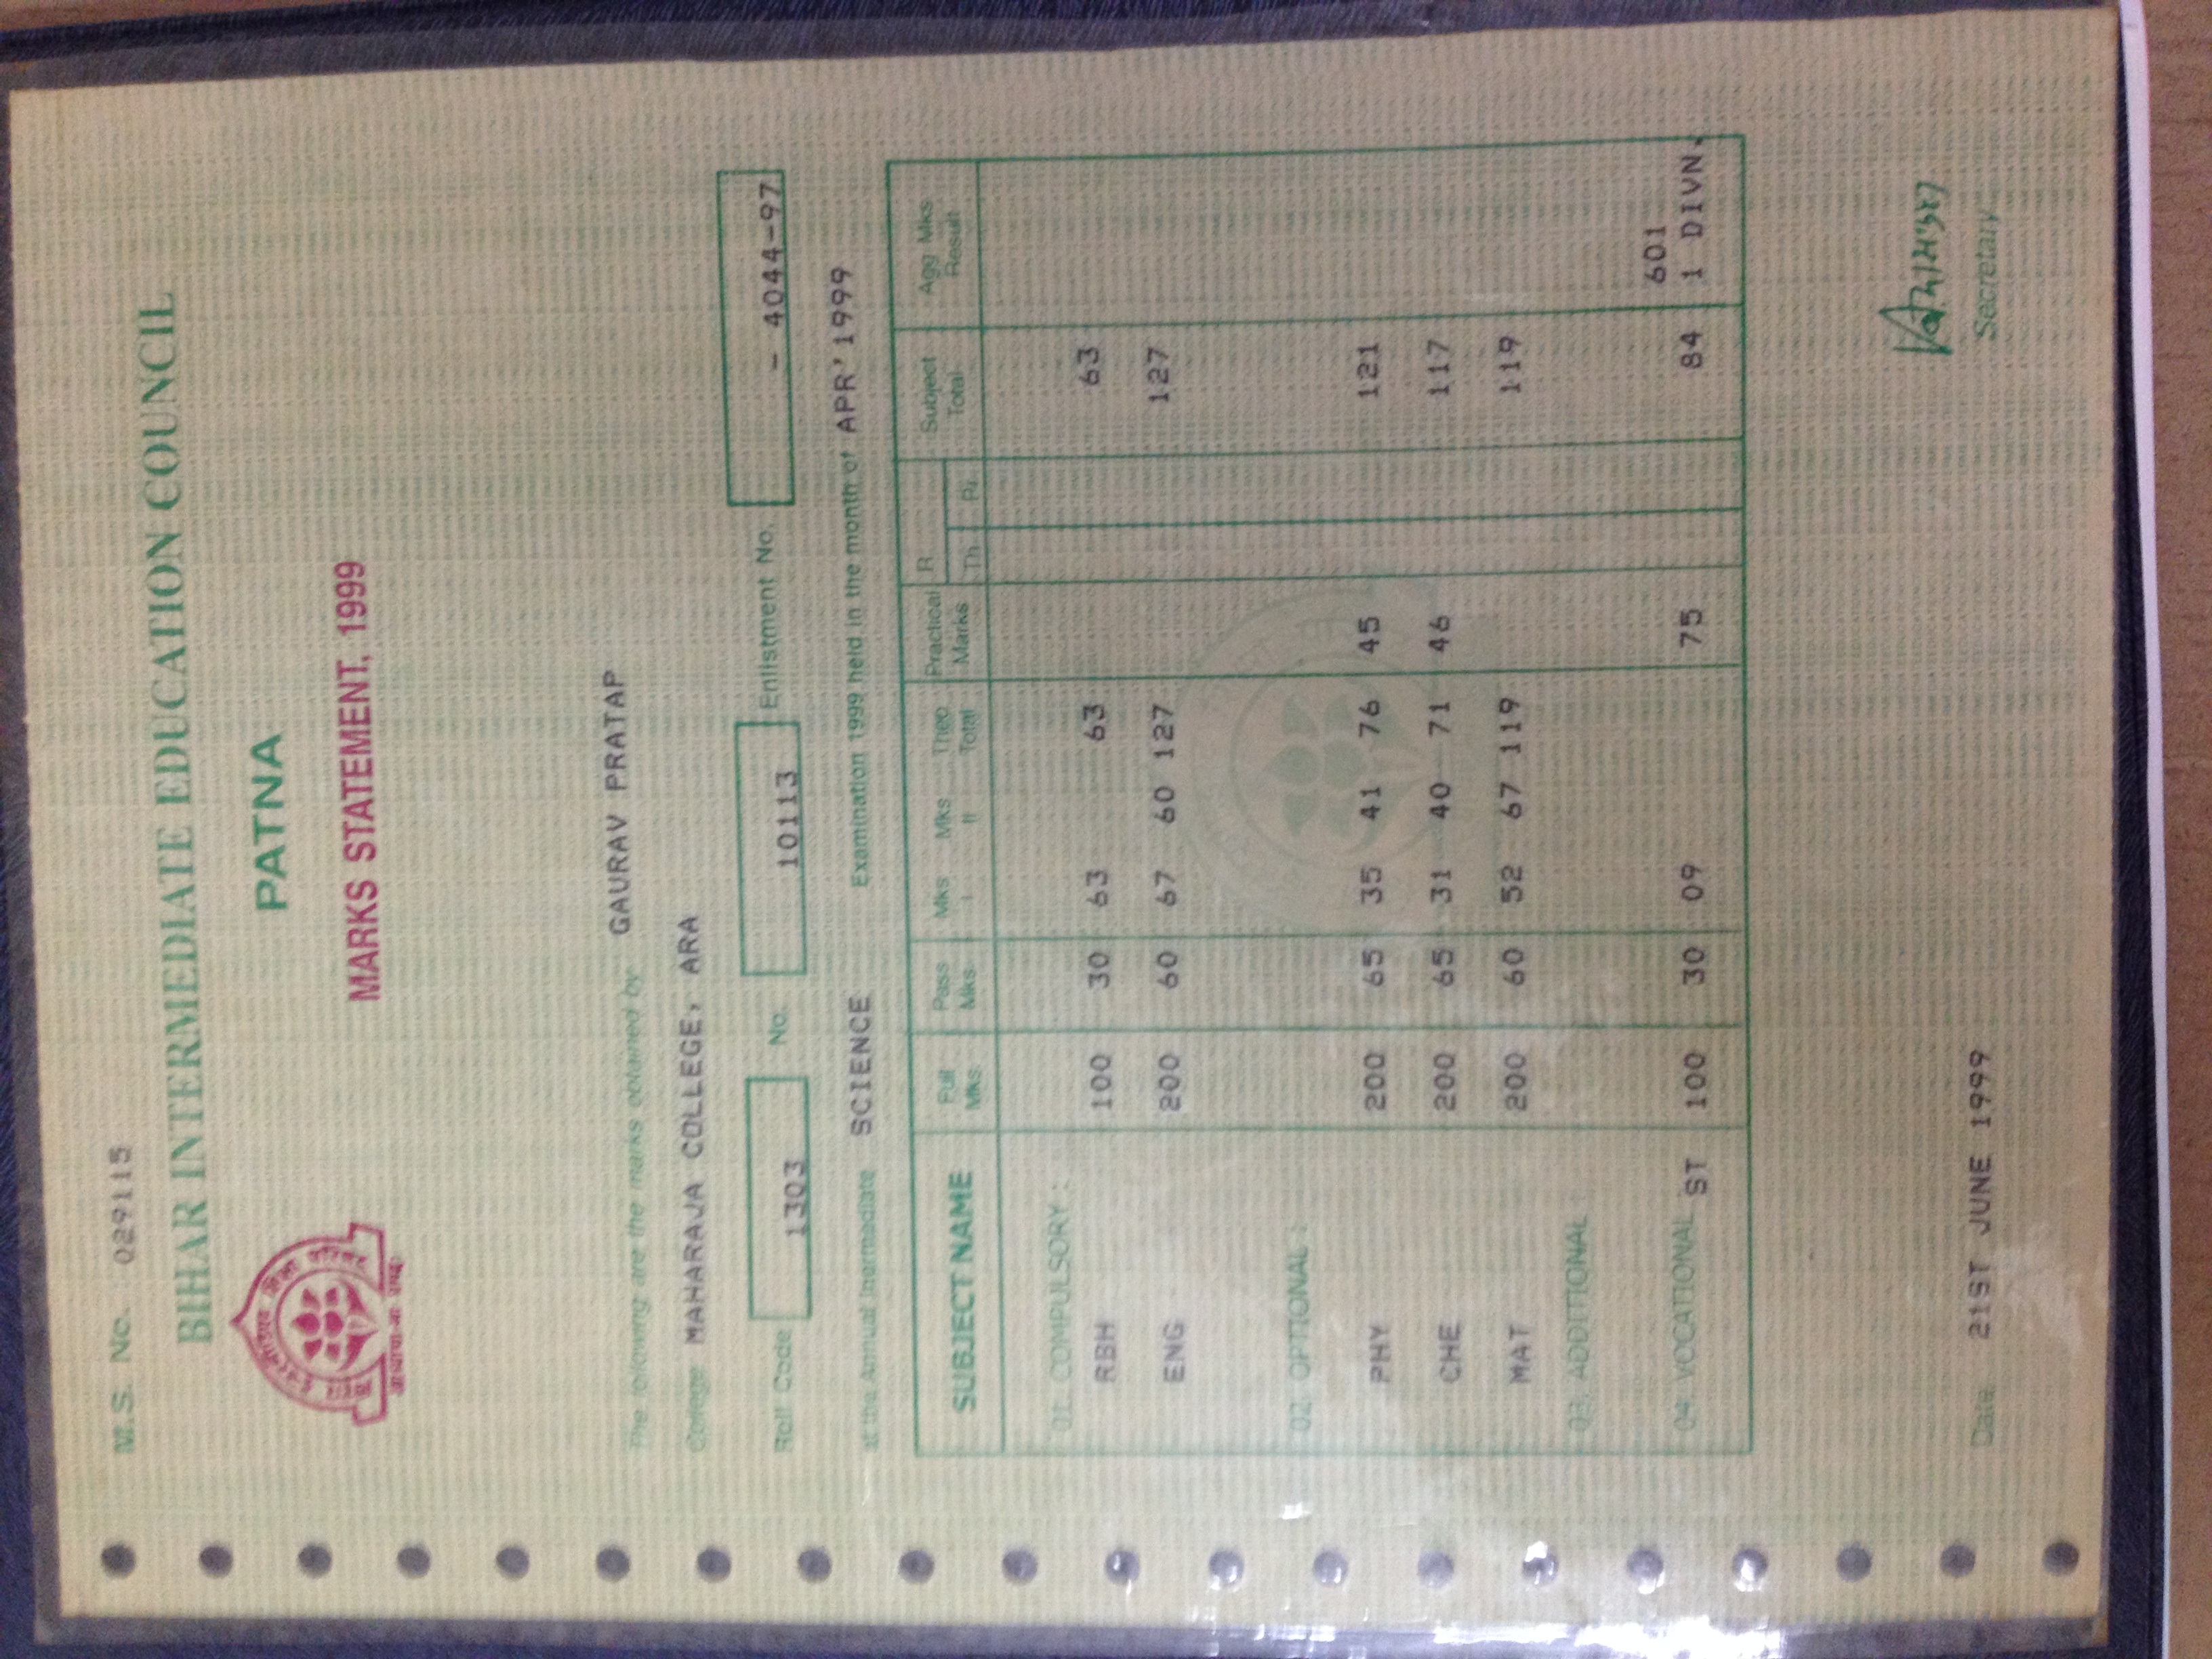 M.S. No. 029115
BIHAR INTERMEDIATE EDUCATION COUNCIL
PATNA
MARKS STATEMENT, 1999
बिहार इन्टरमीडिएट शिक्षा परिषद
The following are the marks obtained by GAURAV PRATAP
College MAHARAJA COLLEGE, ARA
Roll Code 1303 No. 10113 Enlistment No. - 4044-97
at the Annual Inermediate SCIENCE Examination 1999 held in the month of APR'1999
SUBJECT NAME Full Mks. Pass Mks. Mks I Mks II Theo Total Practical Marks R Th Pr Subject Total Agg Mks Result
01. COMPULSORY :
RBH 100 30 63 63 63
ENG 200 60 67 60 127 127
02. OPTIONAL :
PHY 200 65 35 41 76 45 121
CHE 200 65 31 40 71 46 117
MAT 200 60 52 67 119 119
03. ADDITIONAL
601
04. VOCATIONAL ST 100 30 09 75 84 1 DIVN.
Date 21ST JUNE 1999
Secretary